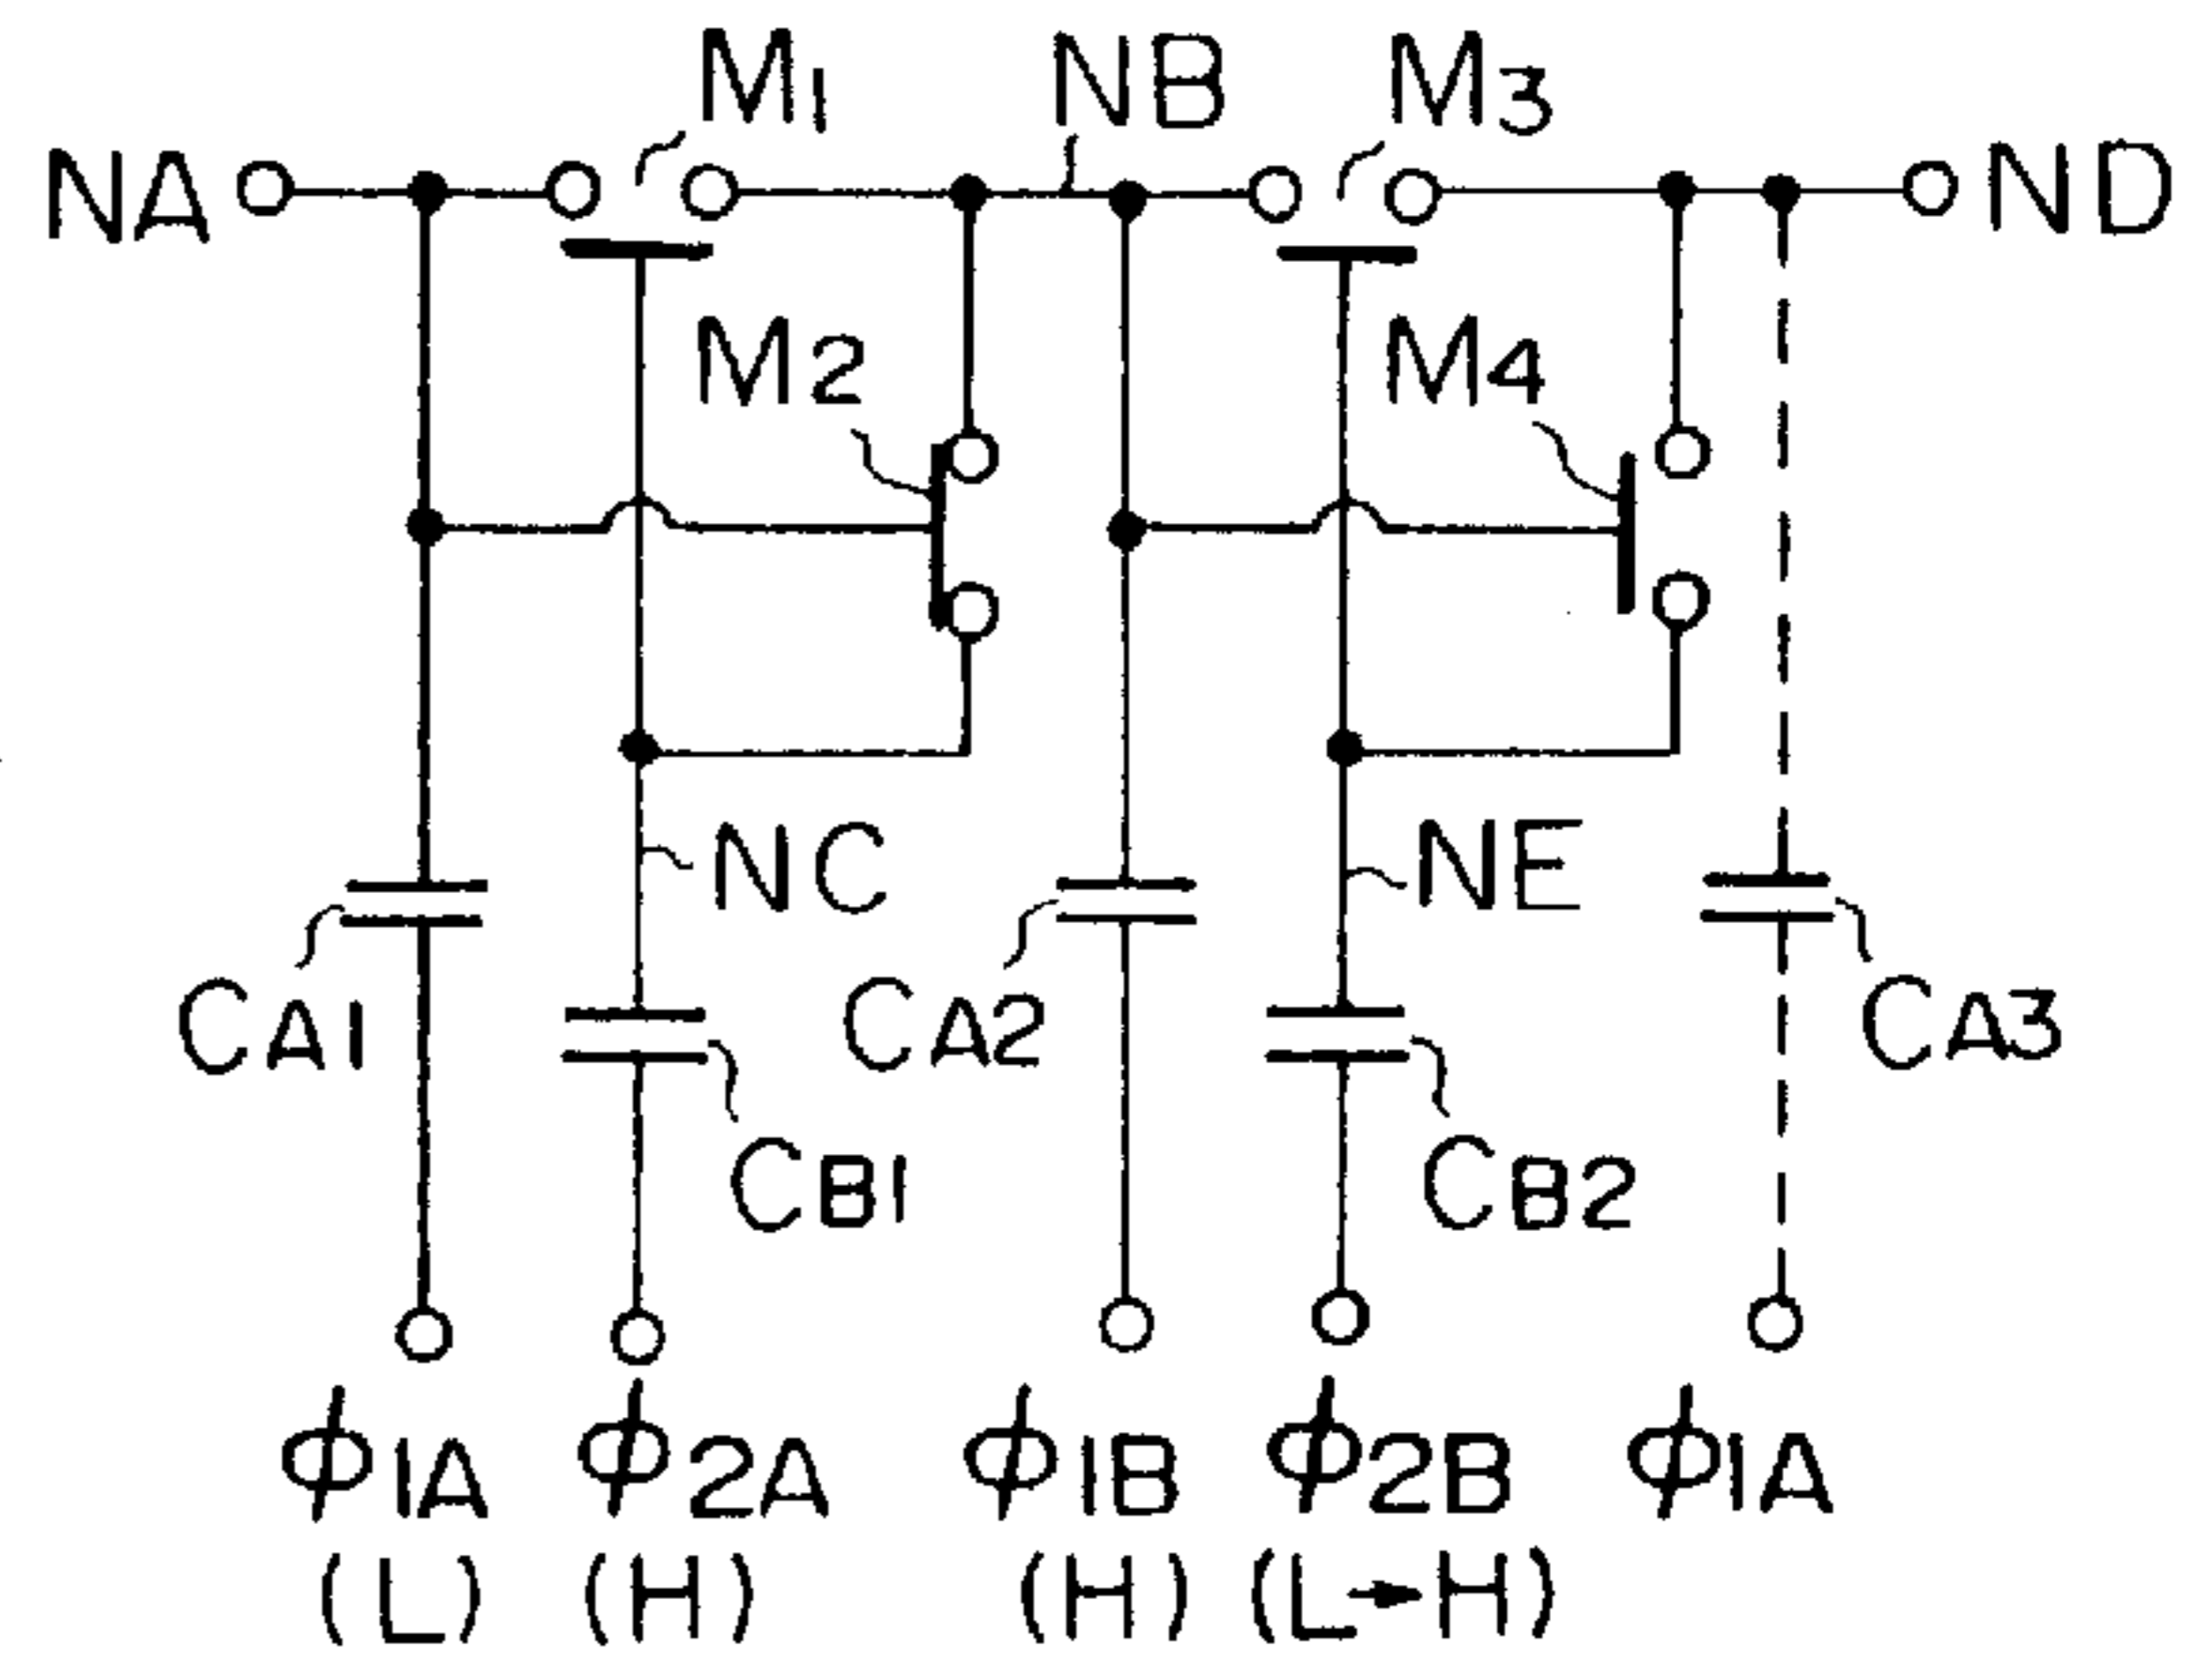 M1 NB M3
NA ND
M2 M4
NC NE
CA1 CA2 CA3
CB1 CB2
ϕ1A ϕ2A ϕ1B ϕ2B ϕ1A
(L) (H) (H) (L→H)